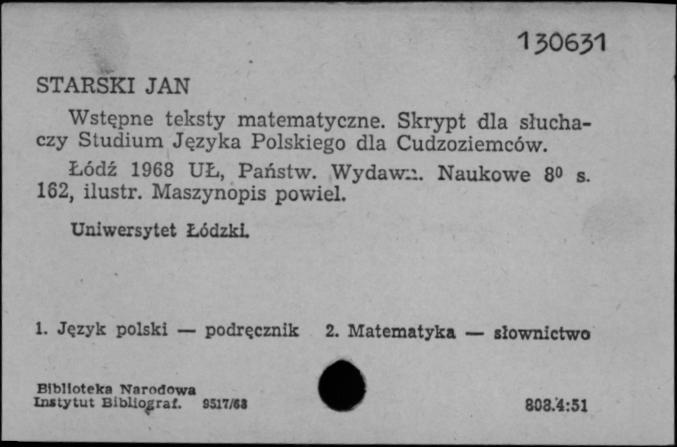 130631
STARSKI JAN
Wstępne teksty matematyczne. Skrypt dla słucha-
czy Studium Języka Polskiego dla Cudzoziemców.
Łódź 1968 UŁ, Państw. Wydawn. Naukowe 8⁰ s.
162, ilustr. Maszynopis powiel.
Uniwersytet Łódzki.
1. Język polski — podręcznik 2. Matematyka — słownictwo
Biblioteka Narodowa
Instytut Bibliograf. 9517/68
808.4:51